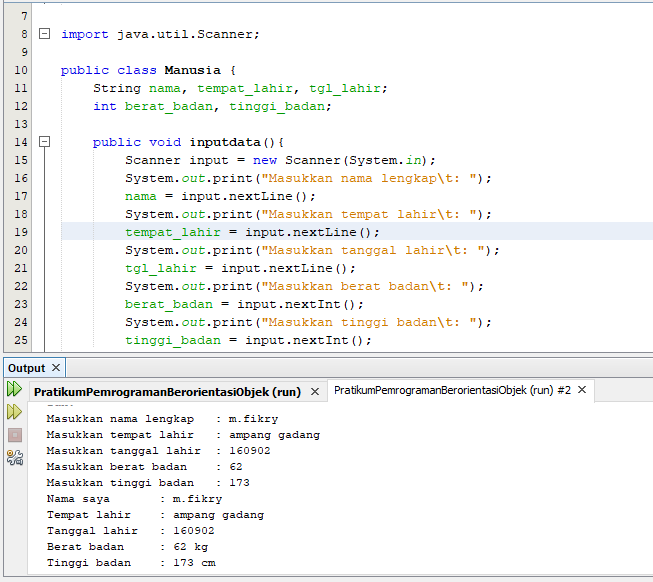 7
8 import java.util.Scanner;
9
10 public class Manusia {
11 String nama, tempat_lahir, tgl_lahir;
12 int berat_badan, tinggi_badan;
13
14 public void inputdata(){
15 Scanner input = new Scanner(System.in);
16 System.out.print("Masukkan nama lengkap\t: ");
17 nama = input.nextLine();
18 System.out.print("Masukkan tempat lahir\t: ");
19 tempat_lahir = input.nextLine();
20 System.out.print("Masukkan tanggal lahir\t: ");
21 tgl_lahir = input.nextLine();
22 System.out.print("Masukkan berat badan\t: ");
23 berat_badan = input.nextInt();
24 System.out.print("Masukkan tinggi badan\t: ");
25 tinggi_badan = input.nextInt();
Output
PratikumPemrogramanBerorientasiObjek (run) PratikumPemrogramanBerorientasiObjek (run) #2
Masukkan nama lengkap : m.fikry
Masukkan tempat lahir : ampang gadang
Masukkan tanggal lahir : 160902
Masukkan berat badan : 62
Masukkan tinggi badan : 173
Nama saya : m.fikry
Tempat lahir : ampang gadang
Tanggal lahir : 160902
Berat badan : 62 kg
Tinggi badan : 173 cm